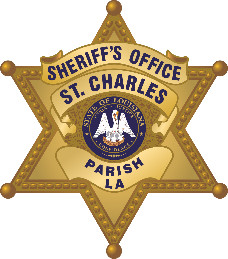 SHERIFF'S OFFICE
ST. CHARLES
STATE OF LOUISIANA
PARISH
LA